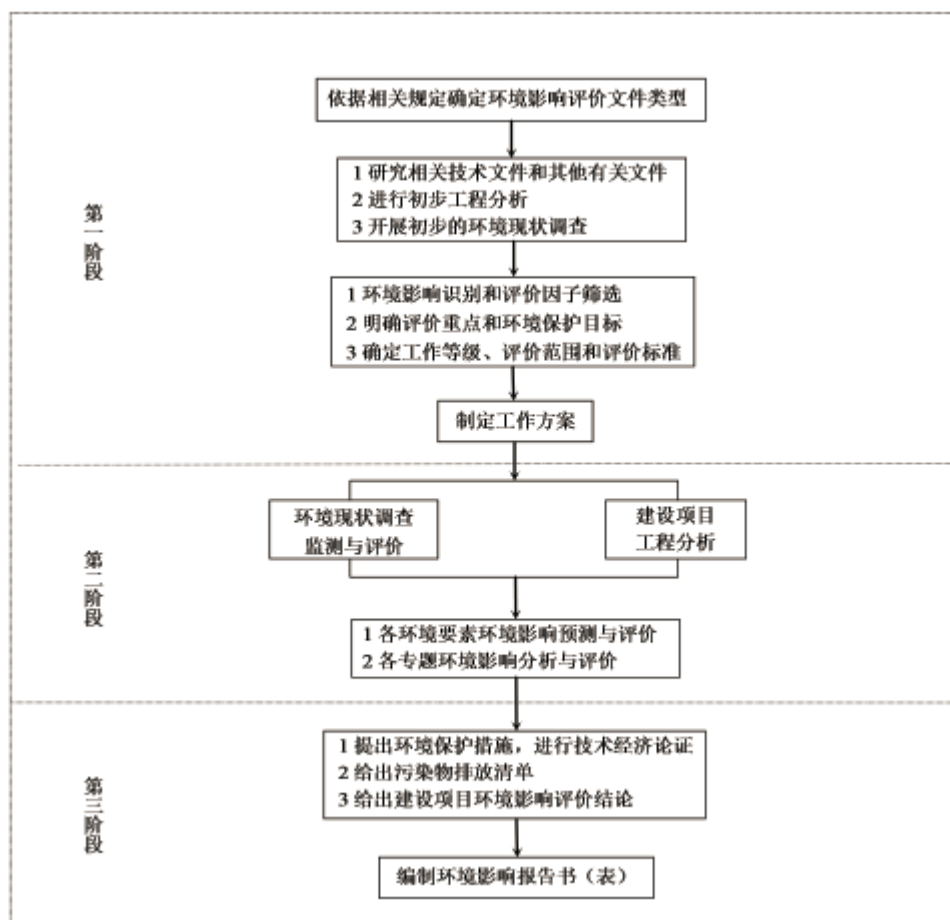 依据相关规定确定环境影响评价文件类型
1 研究相关技术文件和其他有关文件
2 进行初步工程分析
3 开展初步的环境现状调查
第一阶段
1 环境影响识别和评价因子筛选
2 明确评价重点和环境保护目标
3 确定工作等级、评价范围和评价标准
制定工作方案
环境现状调查
监测与评价
建设项目
工程分析
第二阶段
1 各环境要素环境影响预测与评价
2 各专题环境影响分析与评价
1 提出环境保护措施，进行技术经济论证
2 给出污染物排放清单
3 给出建设项目环境影响评价结论
第三阶段
编制环境影响报告书（表）